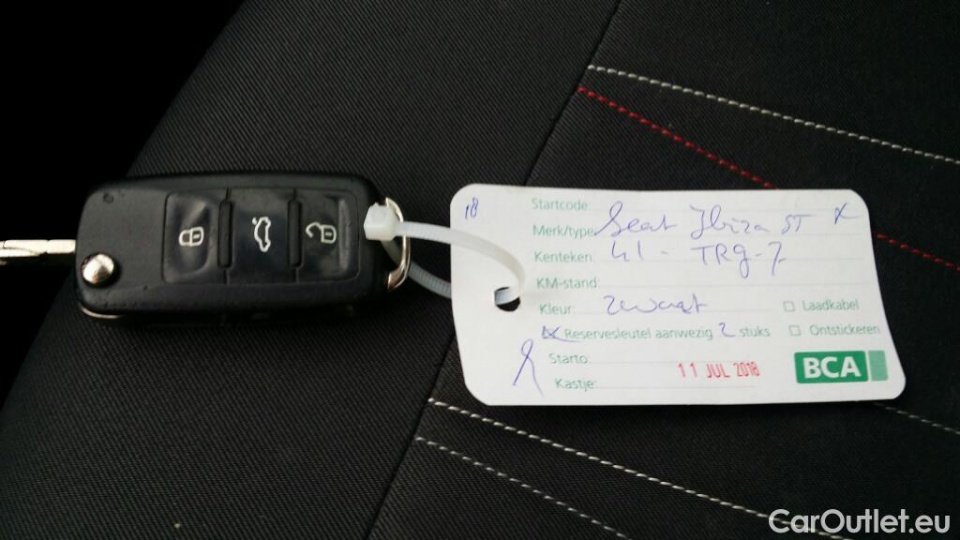 18
Startcode:
Merk/type: Seat Ibiza ST
Kenteken: 41 - TRg-7
KM-stand:
Kleur: zwart
Laadkabel
Reservesleutel aanwezig 2 stuks
Ontstickeren
Starto:
Kastje:
11 JUL 2018
BCA
CarOutlet.eu